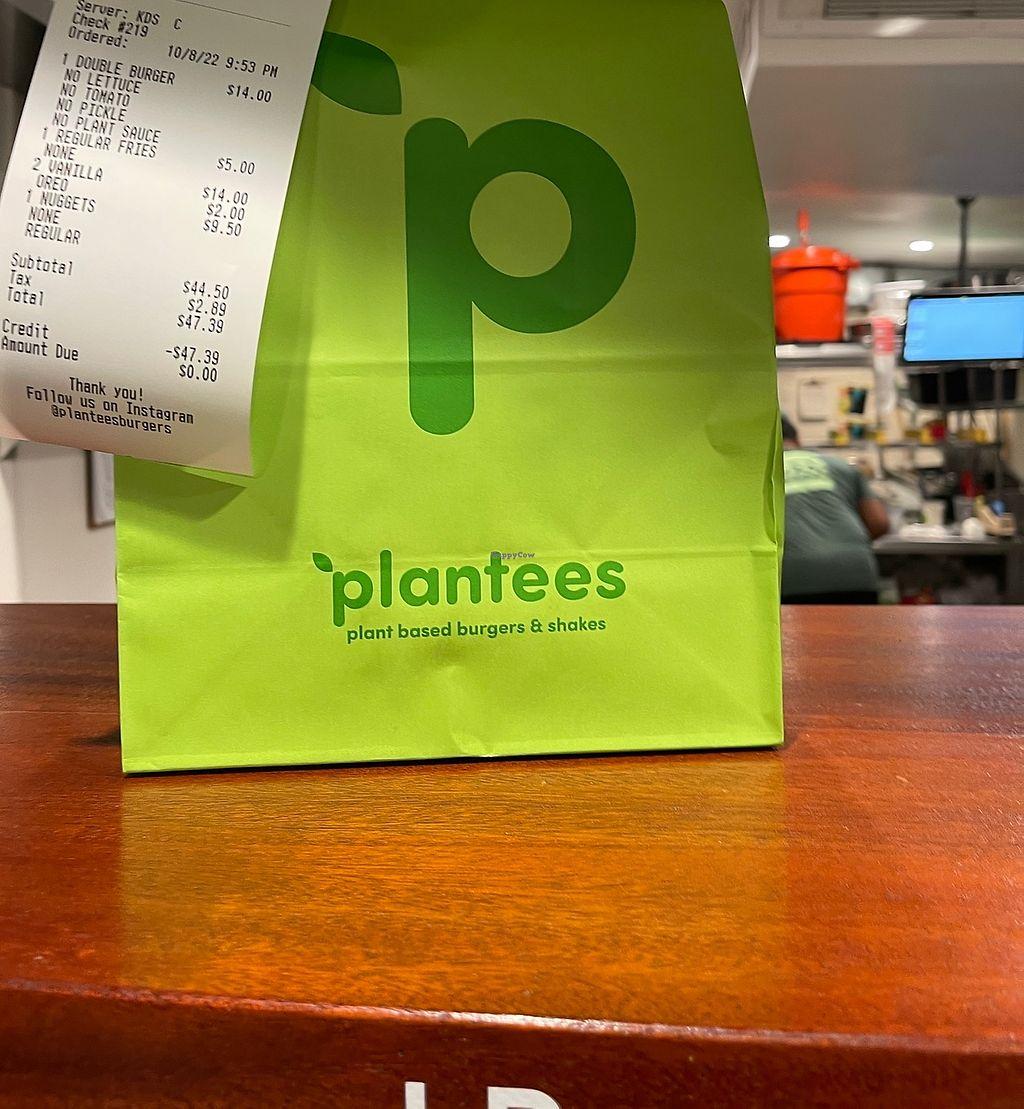 Server: KDS C
Check #219
Ordered: 10/8/22 9:53 PM
1 DOUBLE BURGER $14.00
NO LETTUCE
NO TOMATO
NO PICKLE
NO PLANT SAUCE
1 REGULAR FRIES $5.00
NONE
2 VANILLA $14.00
OREO $2.00
1 NUGGETS $9.50
NONE
REGULAR
Subtotal $44.50
Tax $2.89
Total $47.39
Credit -$47.39
Amount Due $0.00
Thank you!
Follow us on Instagram
@planteesburgers
p
plantees
plant based burgers & shakes
HappyCow